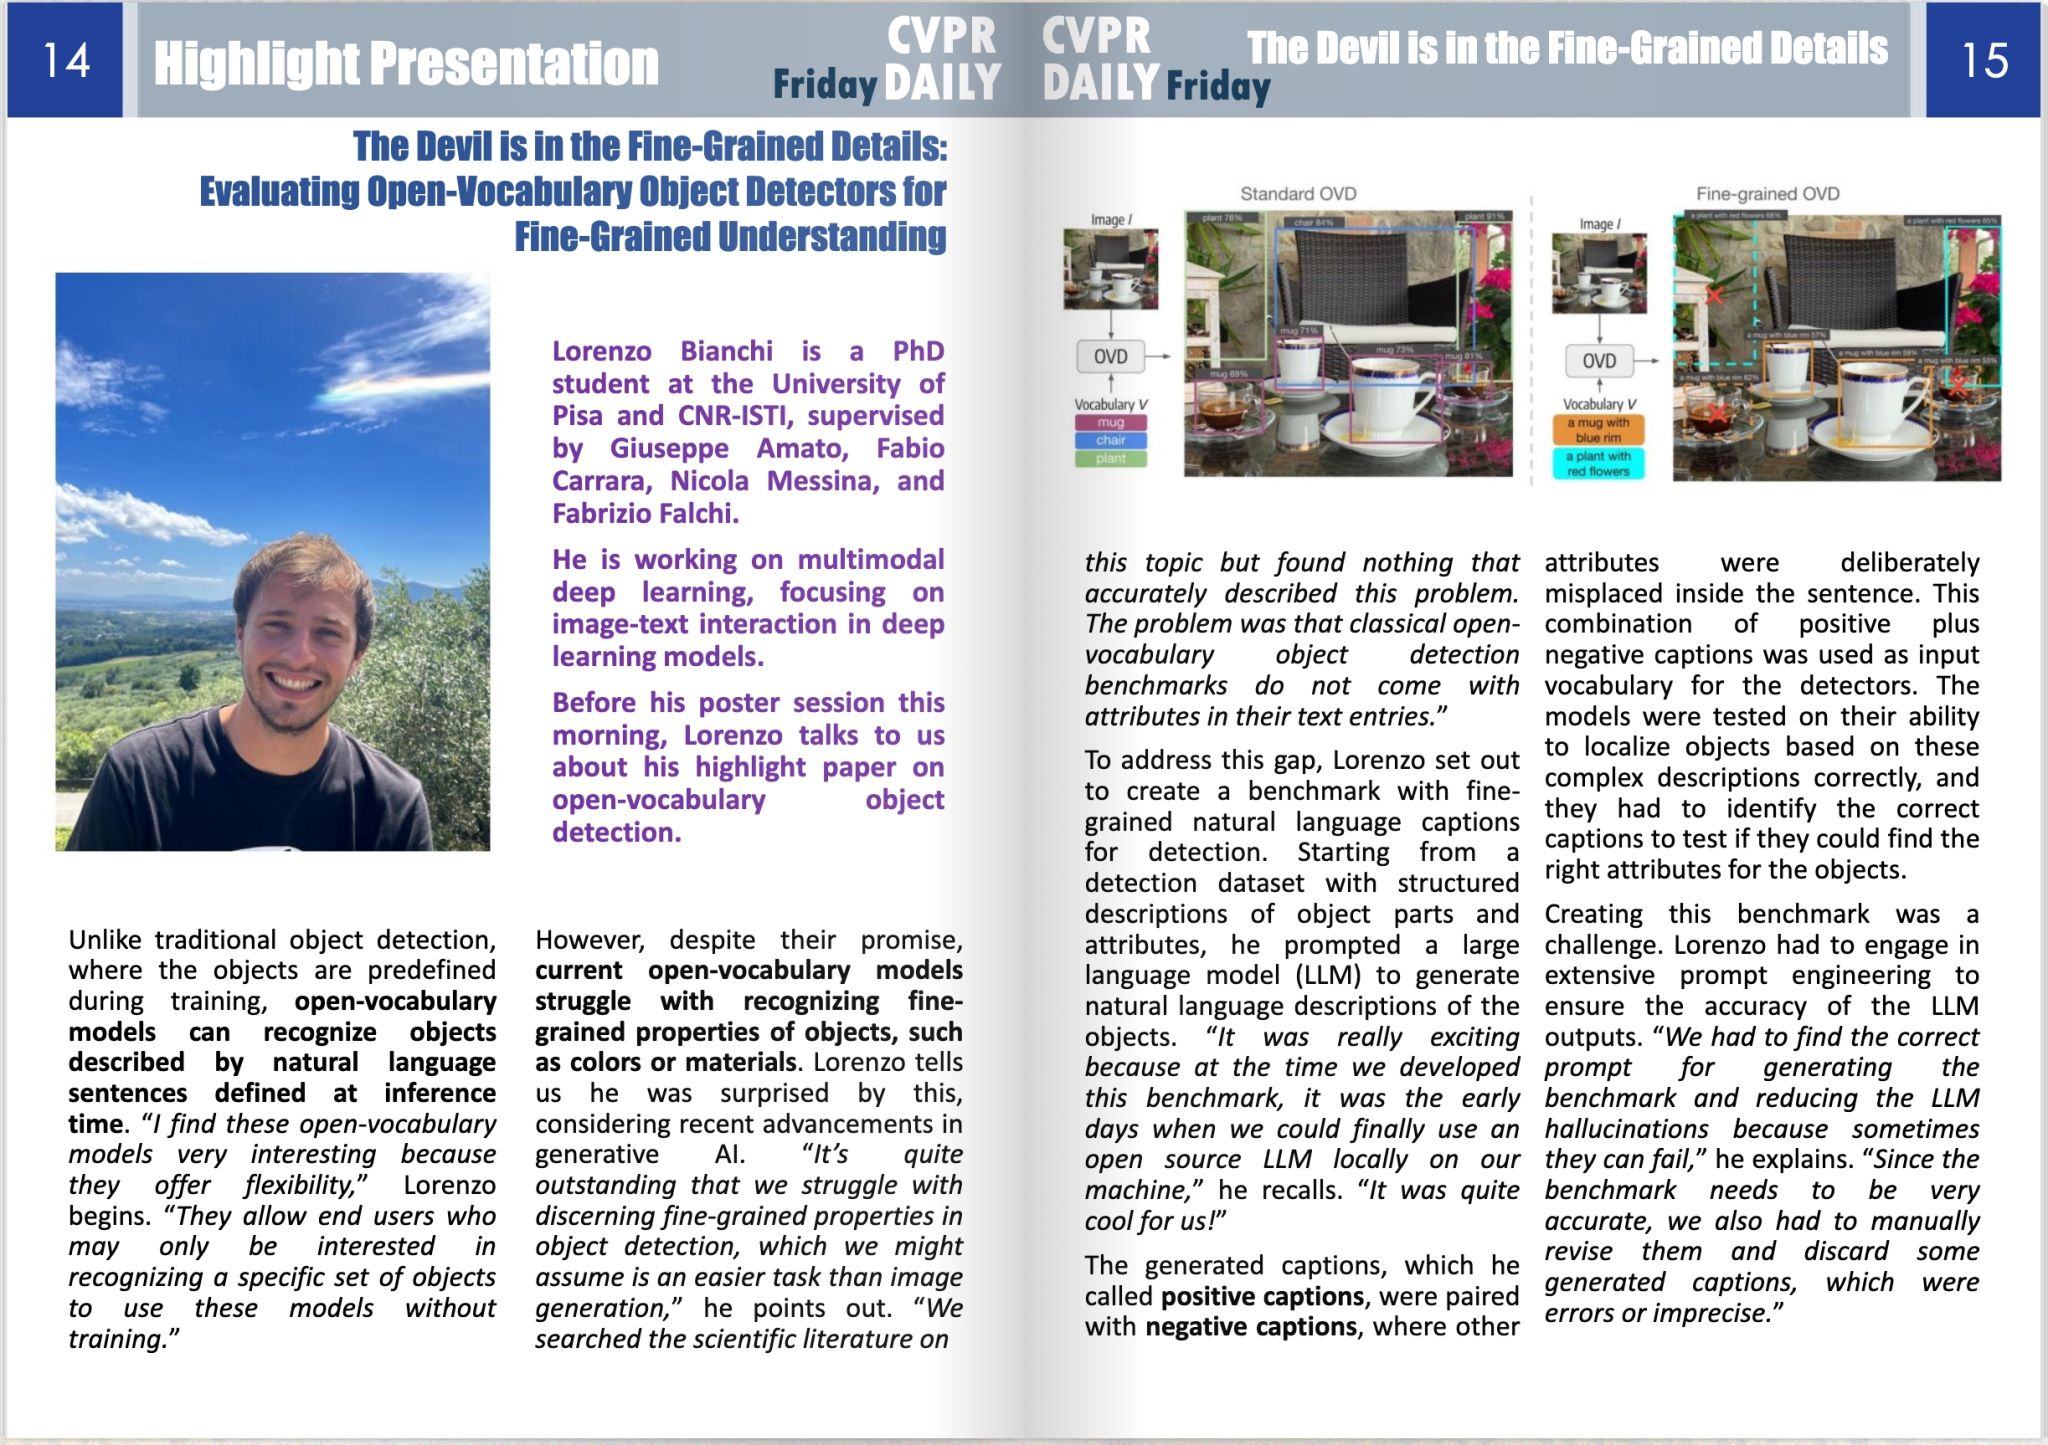 14
Highlight Presentation
CVPR
Friday DAILY
The Devil is in the Fine-Grained Details:
Evaluating Open-Vocabulary Object Detectors for
Fine-Grained Understanding
Lorenzo Bianchi is a PhD
student at the University of
Pisa and CNR-ISTI, supervised
by Giuseppe Amato, Fabio
Carrara, Nicola Messina, and
Fabrizio Falchi.
He is working on multimodal
deep learning, focusing on
image-text interaction in deep
learning models.
Before his poster session this
morning, Lorenzo talks to us
about his highlight paper on
open-vocabulary object
detection.
Unlike traditional object detection,
where the objects are predefined
during training, open-vocabulary
models can recognize objects
described by natural language
sentences defined at inference
time. “I find these open-vocabulary
models very interesting because
they offer flexibility,” Lorenzo
begins. “They allow end users who
may only be interested in
recognizing a specific set of objects
to use these models without
training.”
However, despite their promise,
current open-vocabulary models
struggle with recognizing fine-
grained properties of objects, such
as colors or materials. Lorenzo tells
us he was surprised by this,
considering recent advancements in
generative AI. “It’s quite
outstanding that we struggle with
discerning fine-grained properties in
object detection, which we might
assume is an easier task than image
generation,” he points out. “We
searched the scientific literature on
CVPR
DAILY Friday
The Devil is in the Fine-Grained Details
15
Standard OVD
Image I
OVD
Vocabulary V
mug
chair
plant
plant 76%
chair 84%
plant 91%
mug 71%
mug 73%
mug 81%
mug 69%
Fine-grained OVD
Image I
OVD
Vocabulary V
a mug with
blue rim
a plant with
red flowers
a plant with red flowers 68%
a plant with red flowers 65%
a mug with blue rim 57%
a mug with blue rim 59%
a mug with blue rim 53%
a mug with blue rim 62%
this topic but found nothing that
accurately described this problem.
The problem was that classical open-
vocabulary object detection
benchmarks do not come with
attributes in their text entries.”
To address this gap, Lorenzo set out
to create a benchmark with fine-
grained natural language captions
for detection. Starting from a
detection dataset with structured
descriptions of object parts and
attributes, he prompted a large
language model (LLM) to generate
natural language descriptions of the
objects. “It was really exciting
because at the time we developed
this benchmark, it was the early
days when we could finally use an
open source LLM locally on our
machine,” he recalls. “It was quite
cool for us!”
The generated captions, which he
called positive captions, were paired
with negative captions, where other
attributes were deliberately
misplaced inside the sentence. This
combination of positive plus
negative captions was used as input
vocabulary for the detectors. The
models were tested on their ability
to localize objects based on these
complex descriptions correctly, and
they had to identify the correct
captions to test if they could find the
right attributes for the objects.
Creating this benchmark was a
challenge. Lorenzo had to engage in
extensive prompt engineering to
ensure the accuracy of the LLM
outputs. “We had to find the correct
prompt for generating the
benchmark and reducing the LLM
hallucinations because sometimes
they can fail,” he explains. “Since the
benchmark needs to be very
accurate, we also had to manually
revise them and discard some
generated captions, which were
errors or imprecise.”